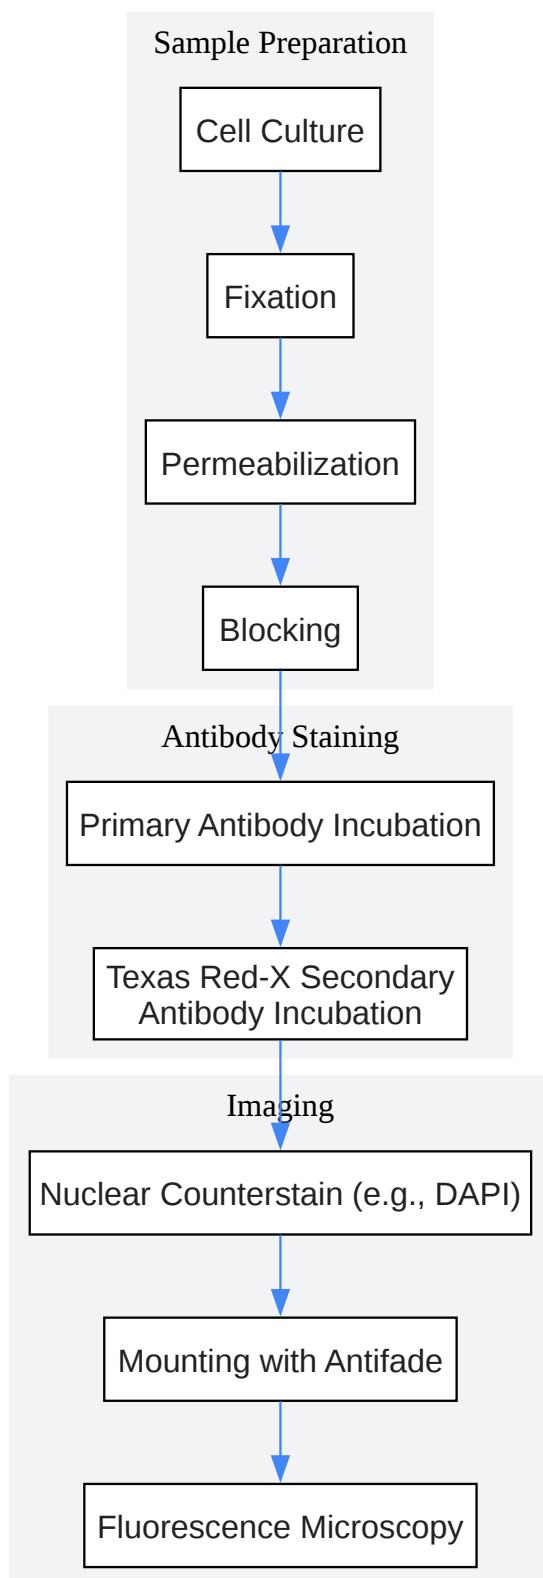 Sample Preparation
Cell Culture
Fixation
Permeabilization
Blocking
Antibody Staining
Primary Antibody Incubation
Texas Red-X Secondary
Antibody Incubation
Imaging
Nuclear Counterstain (e.g., DAPI)
Mounting with Antifade
Fluorescence Microscopy